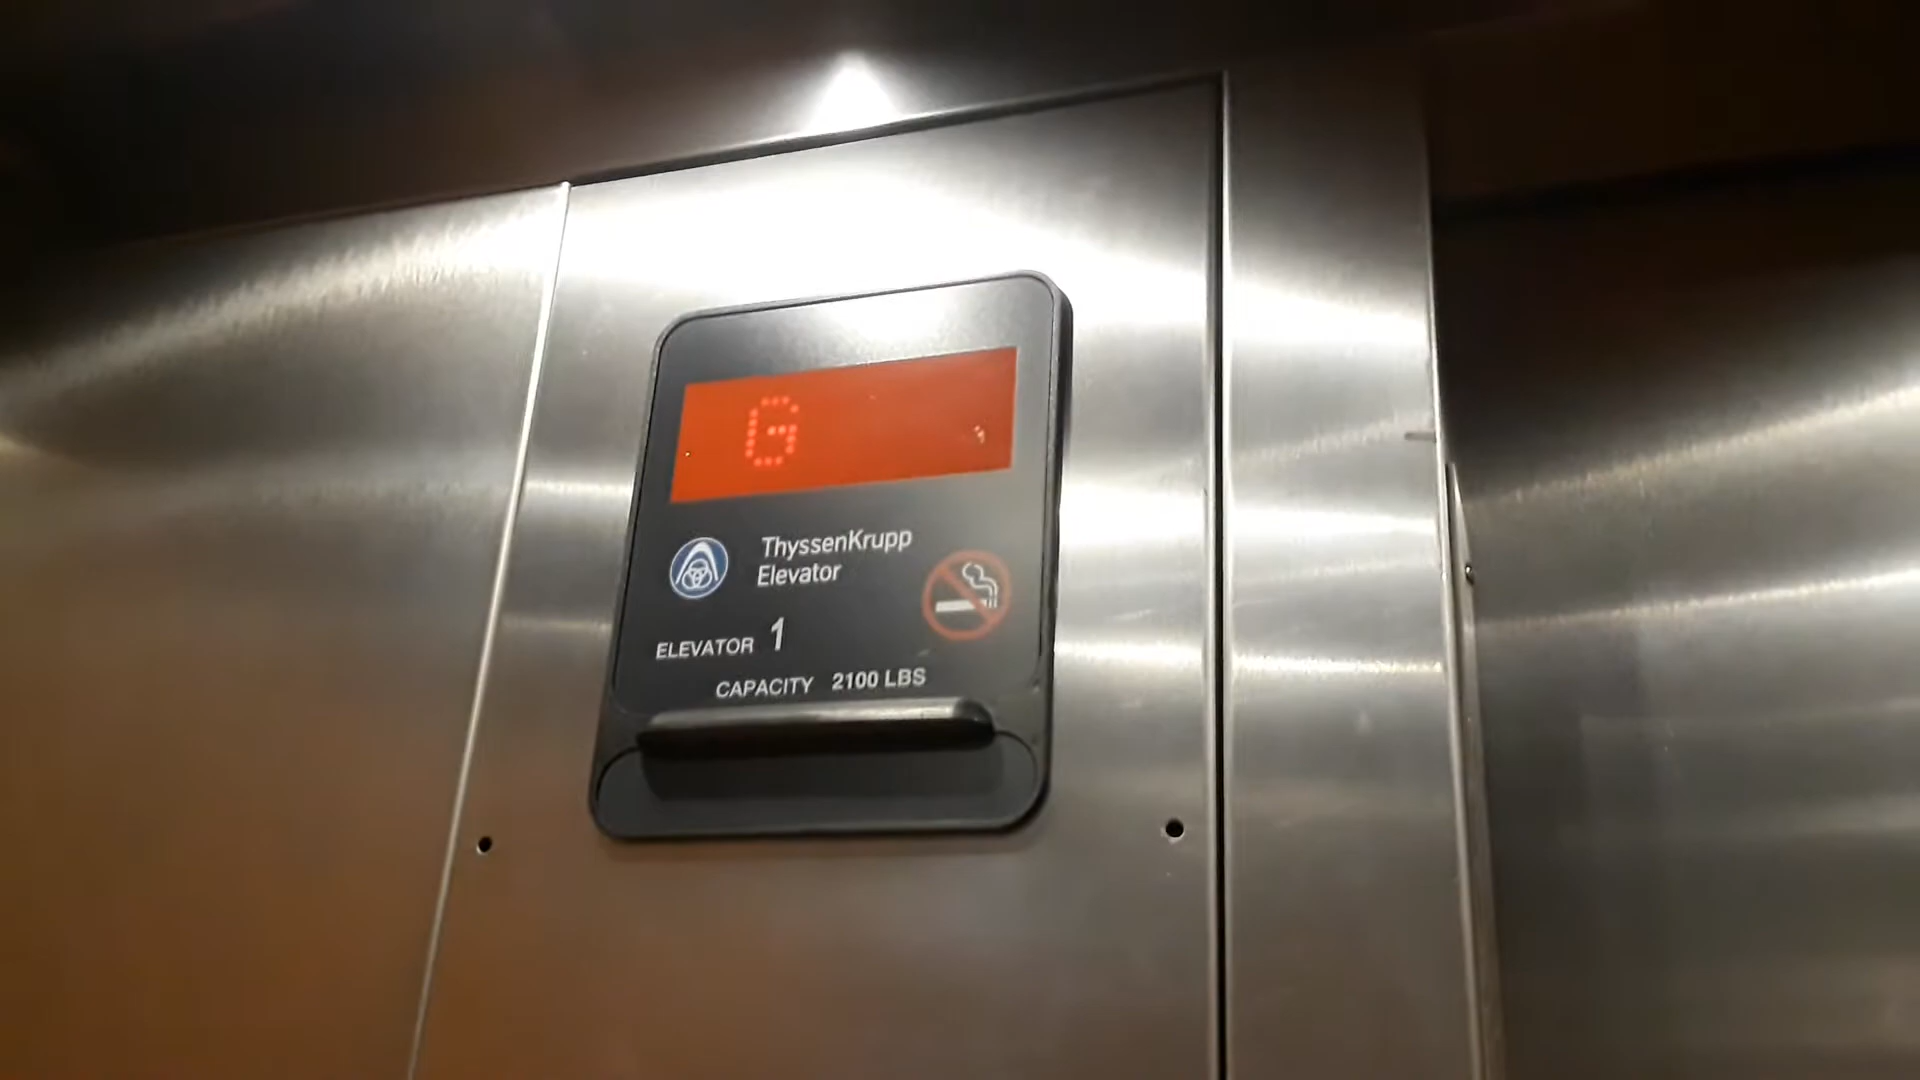 G
ThyssenKrupp
Elevator
ELEVATOR 1
CAPACITY 2100 LBS